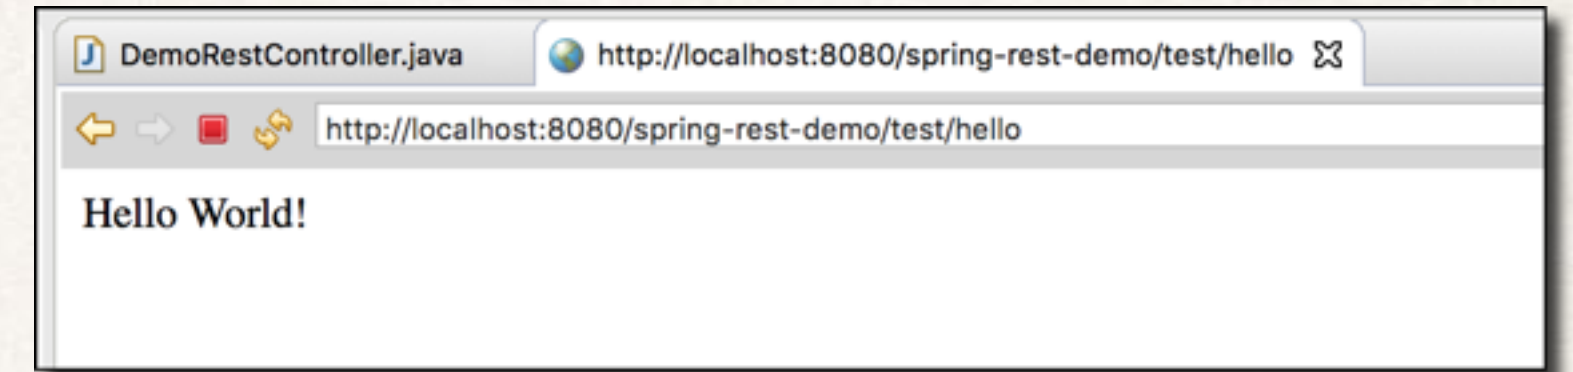 DemoRestController.java http://localhost:8080/spring-rest-demo/test/hello
http://localhost:8080/spring-rest-demo/test/hello
Hello World!